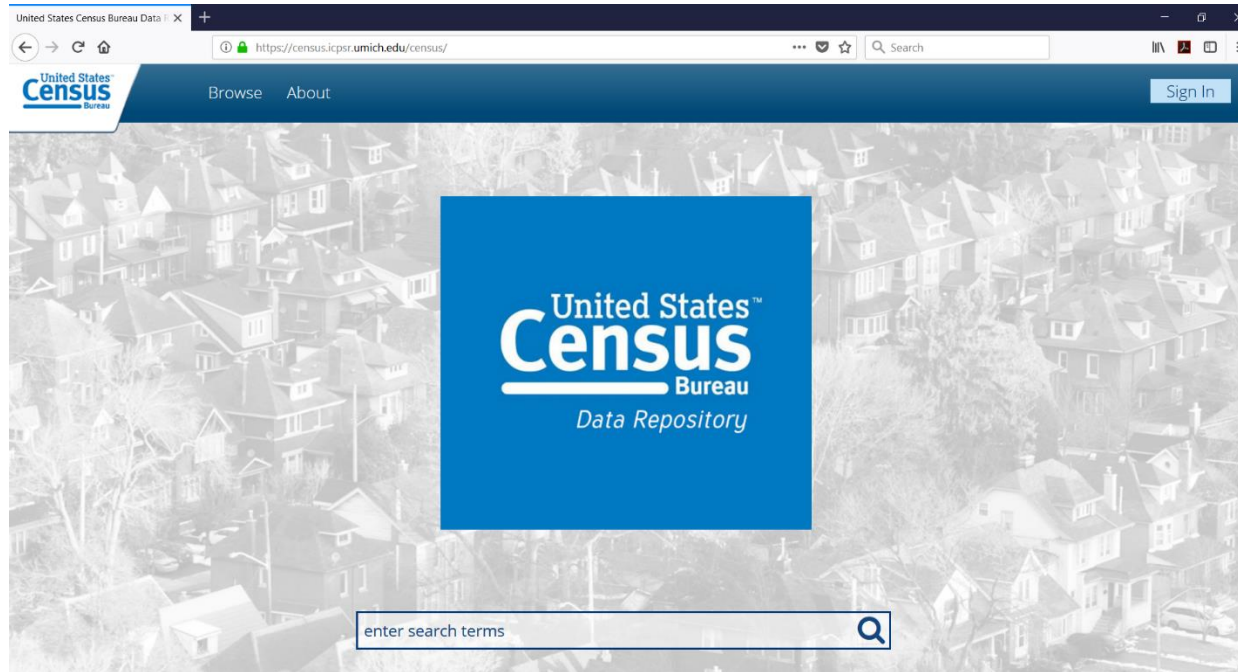 United States Census Bureau Data
https://census.icpsr.umich.edu/census/
Search
United States™
Census
Bureau
Browse
About
Sign In
United States™
Census
Bureau
Data Repository
enter search terms